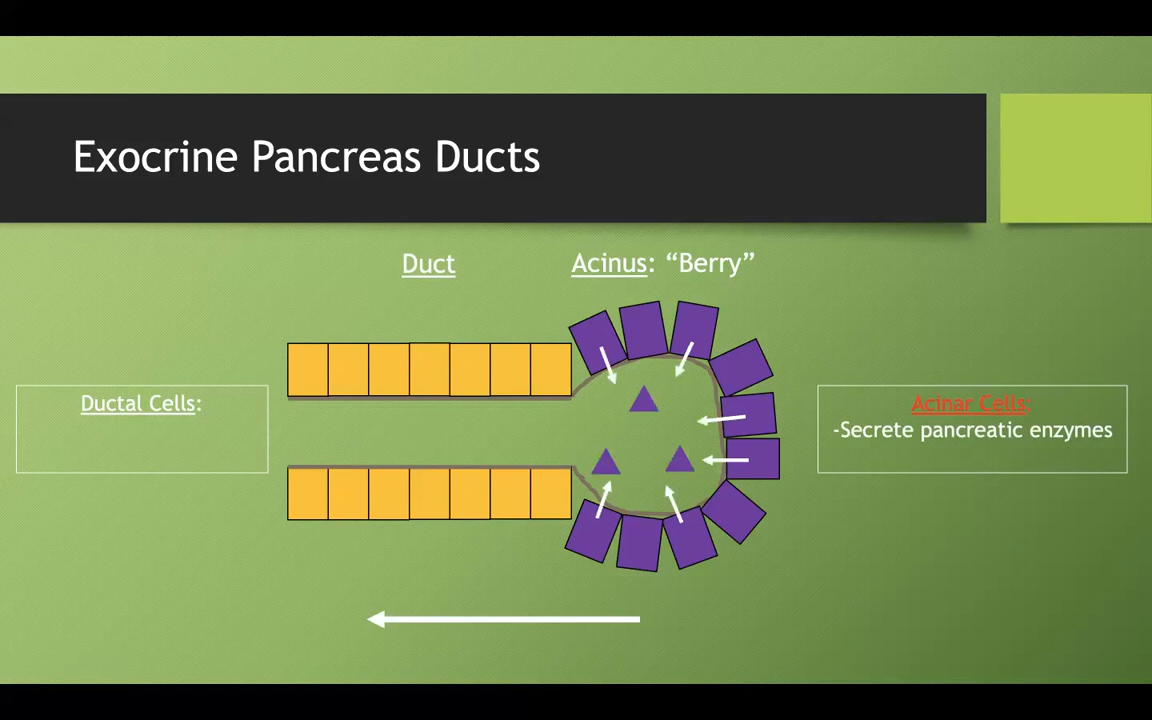 Exocrine Pancreas Ducts
Duct
Acinus: “Berry”
Ductal Cells:
Acinar Cells:
-Secrete pancreatic enzymes